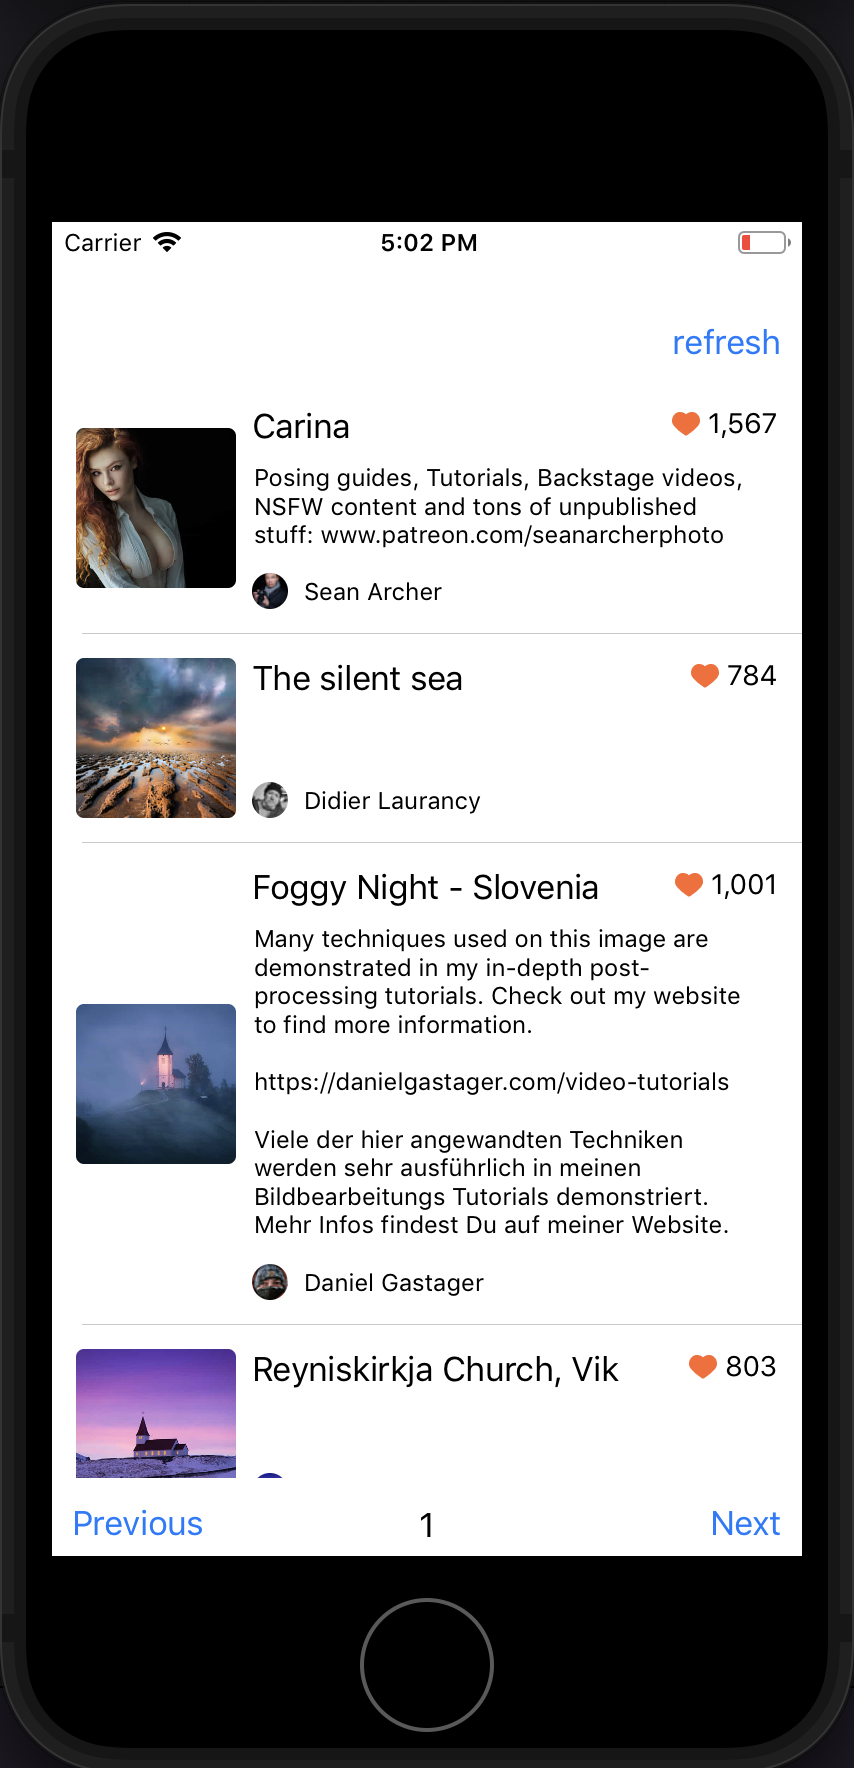 Carrier 5:02 PM
refresh
Carina 1,567
Posing guides, Tutorials, Backstage videos,
NSFW content and tons of unpublished
stuff: www.patreon.com/seanarcherphoto
Sean Archer
The silent sea 784
Didier Laurancy
Foggy Night - Slovenia 1,001
Many techniques used on this image are
demonstrated in my in-depth post-
processing tutorials. Check out my website
to find more information.
https://danielgastager.com/video-tutorials
Viele der hier angewandten Techniken
werden sehr ausführlich in meinen
Bildbearbeitungs Tutorials demonstriert.
Mehr Infos findest Du auf meiner Website.
Daniel Gastager
Reyniskirkja Church, Vik 803
Previous 1 Next